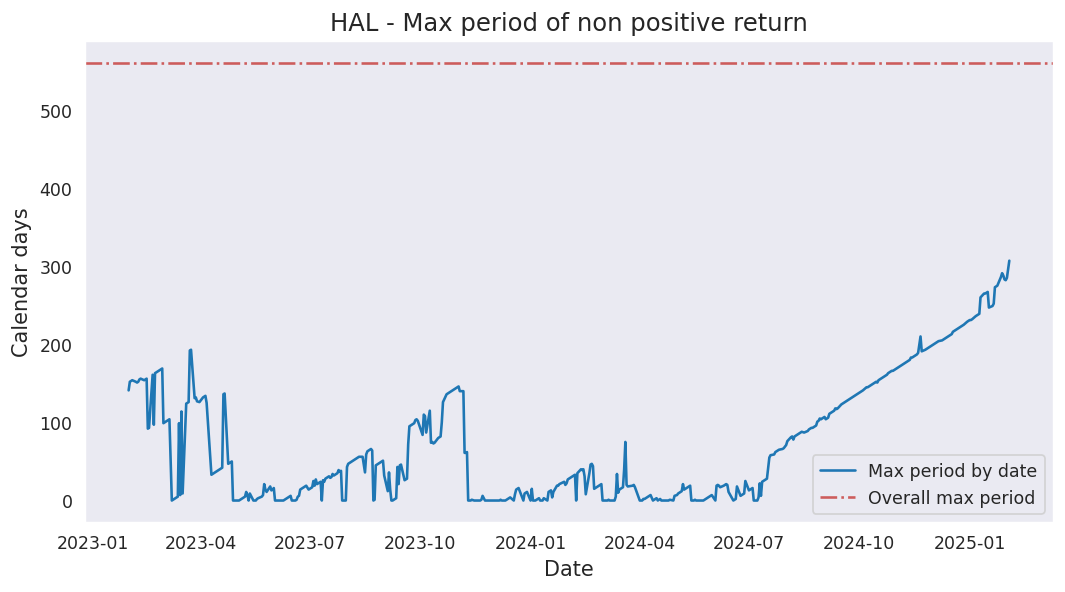 HAL - Max period of non positive return
Calendar days
500
400
300
200
100
0
2023-01 2023-04 2023-07 2023-10 2024-01 2024-04 2024-07 2024-10 2025-01
Date
Max period by date
Overall max period